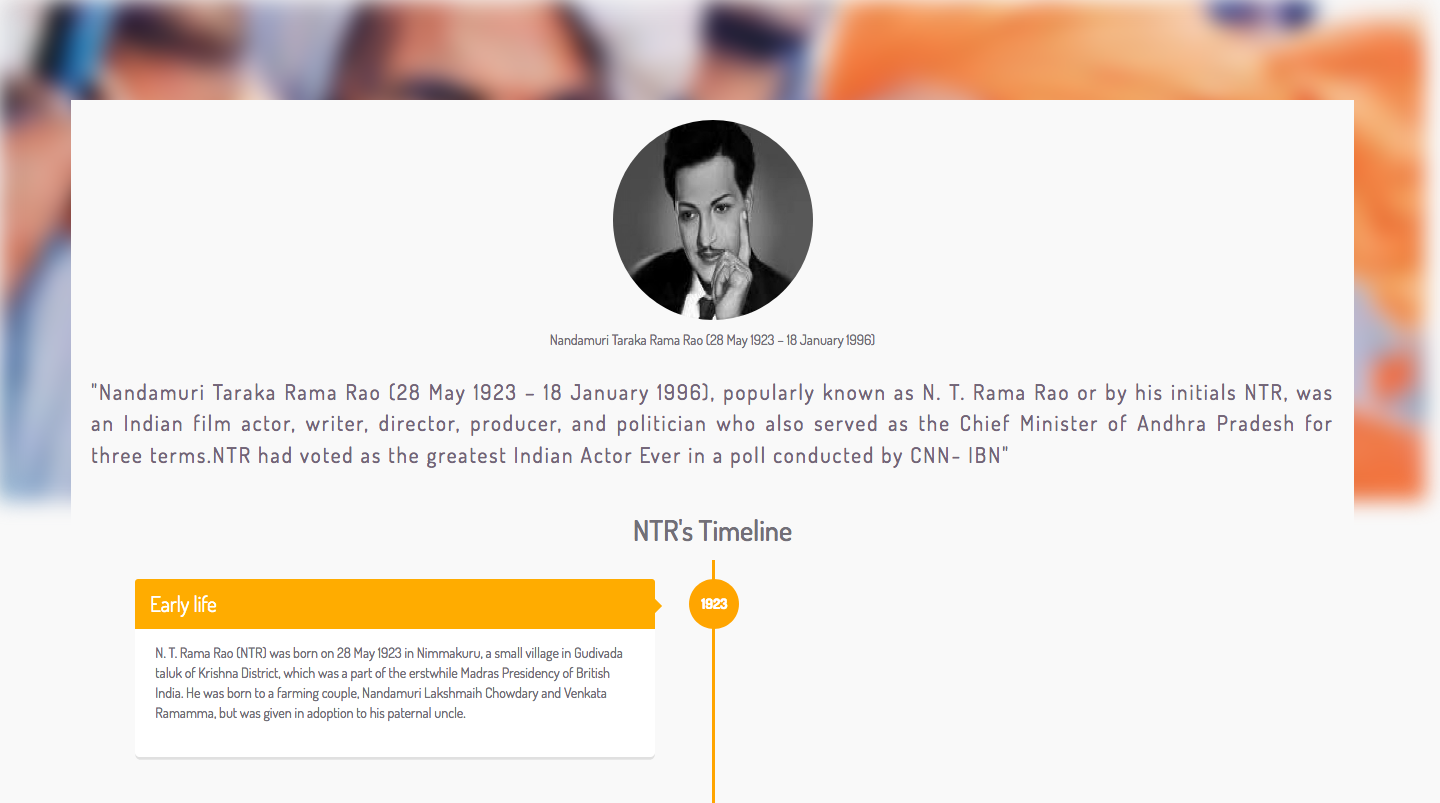 Nandamuri Taraka Rama Rao (28 May 1923 – 18 January 1996)
"Nandamuri Taraka Rama Rao (28 May 1923 – 18 January 1996), popularly known as N. T. Rama Rao or by his initials NTR, was
an Indian film actor, writer, director, producer, and politician who also served as the Chief Minister of Andhra Pradesh for
three terms.NTR had voted as the greatest Indian Actor Ever in a poll conducted by CNN- IBN"
NTR's Timeline
Early life
1923
N. T. Rama Rao (NTR) was born on 28 May 1923 in Nimmakuru, a small village in Gudivada
taluk of Krishna District, which was a part of the erstwhile Madras Presidency of British
India. He was born to a farming couple, Nandamuri Lakshmaih Chowdary and Venkata
Ramamma, but was given in adoption to his paternal uncle.